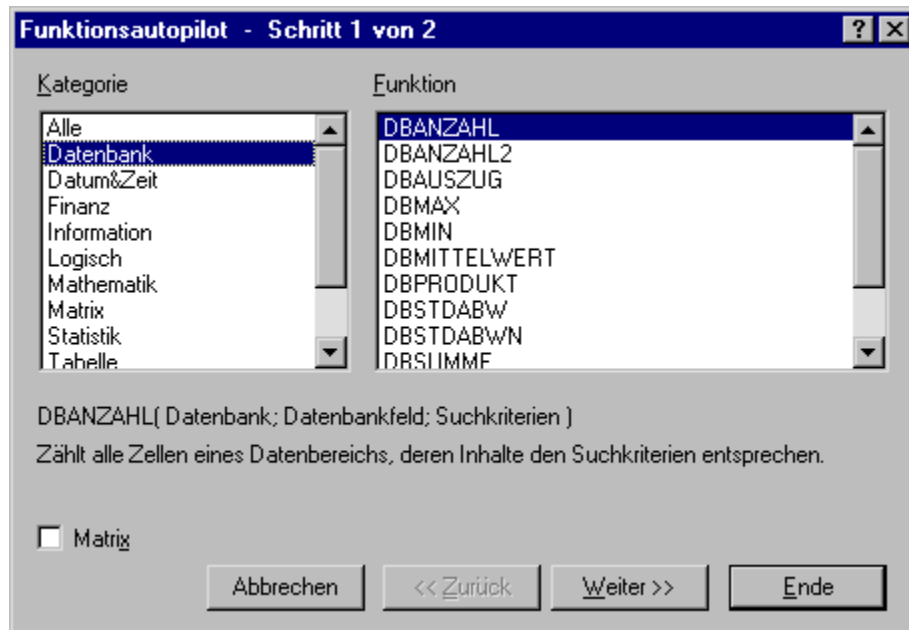 Funktionsautopilot - Schritt 1 von 2
Kategorie
Funktion
Alle
Datenbank
Datum&Zeit
Finanz
Information
Logisch
Mathematik
Matrix
Statistik
Tabelle
DBANZAHL
DBANZAHL2
DBAUSZUG
DBMAX
DBMIN
DBMITTELWERT
DBPRODUKT
DBSTDABW
DBSTDABWN
DBSUMME
DBANZAHL( Datenbank; Datenbankfeld; Suchkriterien )
Zählt alle Zellen eines Datenbereichs, deren Inhalte den Suchkriterien entsprechen.
Matrix
Abbrechen
<< Zurück
Weiter >>
Ende